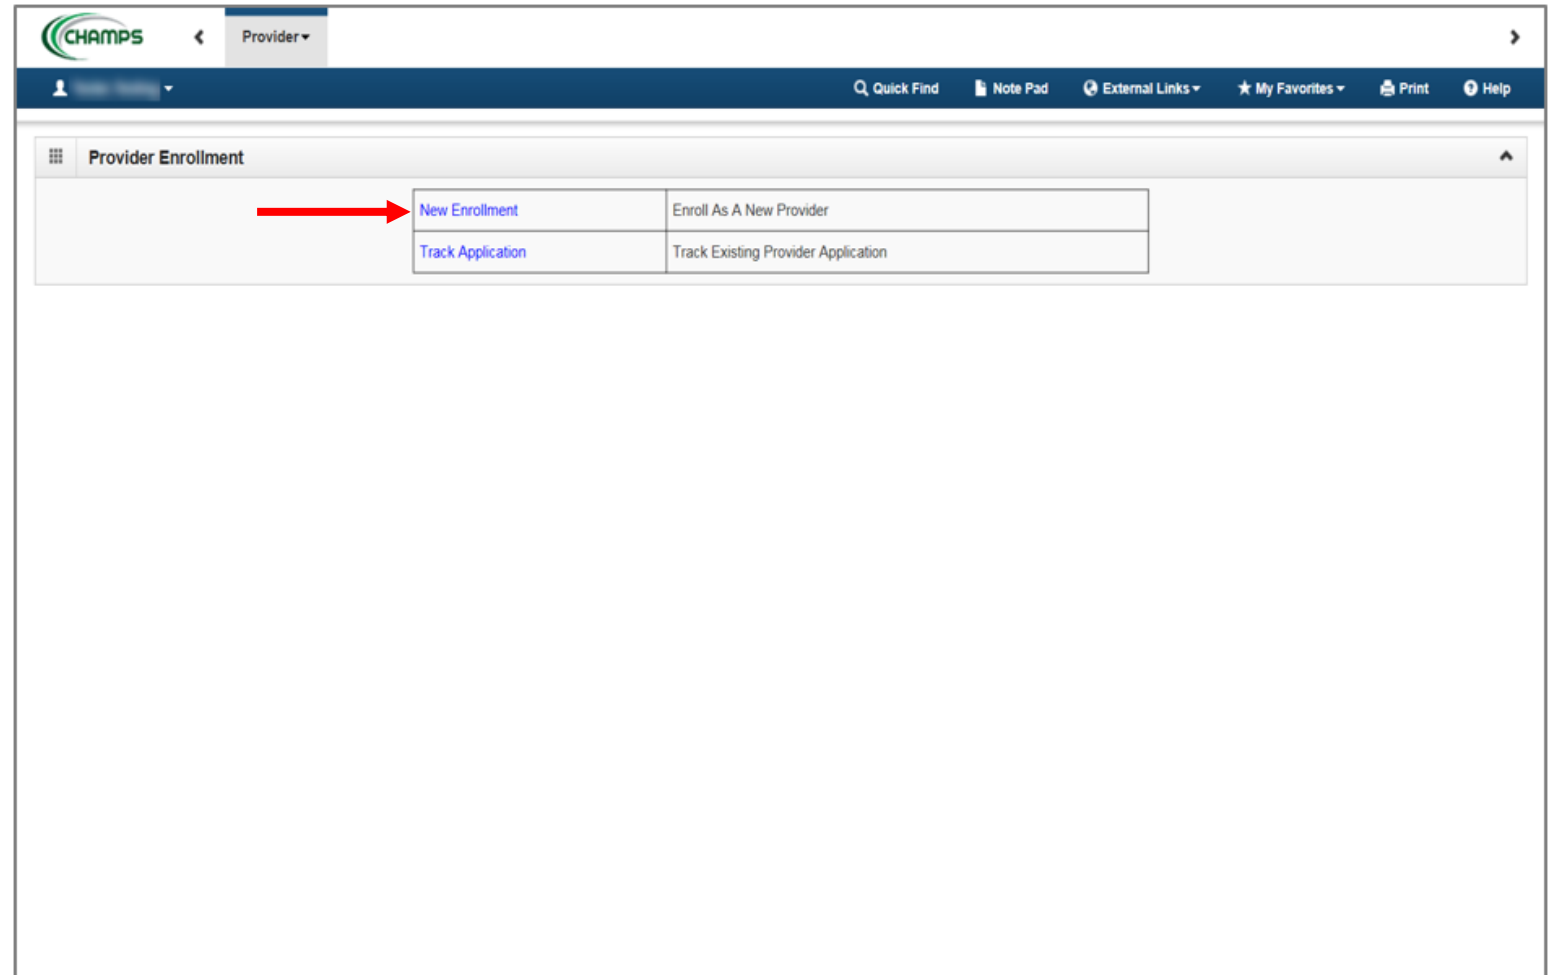 CHAMPS
Provider
Quick Find Note Pad External Links My Favorites Print Help
Provider Enrollment
New Enrollment Enroll As A New Provider
Track Application Track Existing Provider Application